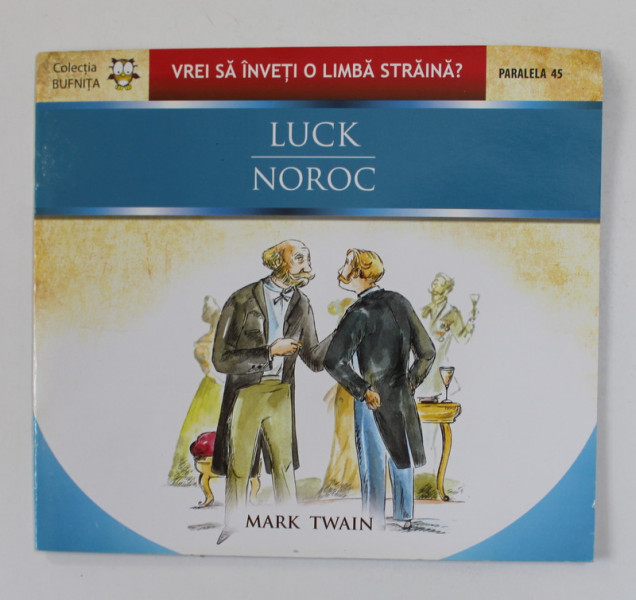 Colecția
BUFNIȚA
VREI SĂ ÎNVEȚI O LIMBĂ STRĂINĂ?
PARALELA 45
LUCK
NOROC
MARK TWAIN